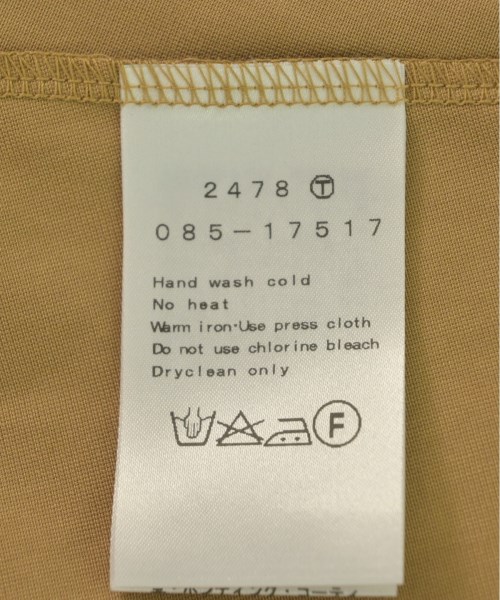 2478 Ⓣ
085-17517
Hand wash cold
No heat
Warm iron·Use press cloth
Do not use chlorine bleach
Dryclean only
F